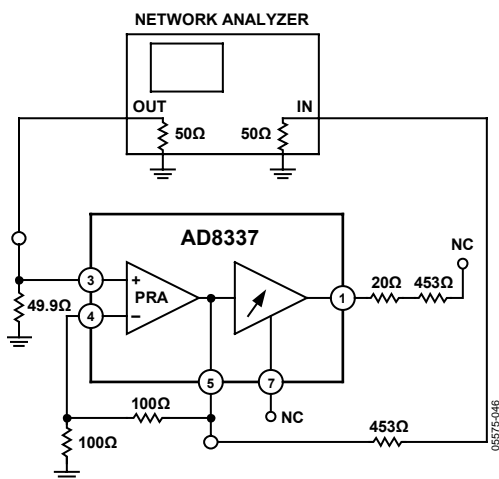 NETWORK ANALYZER
OUT
IN
50Ω
50Ω
AD8337
NC
3
+
PRA
1
20Ω
453Ω
49.9Ω
4
–
5
7
100Ω
NC
100Ω
453Ω
05575-046